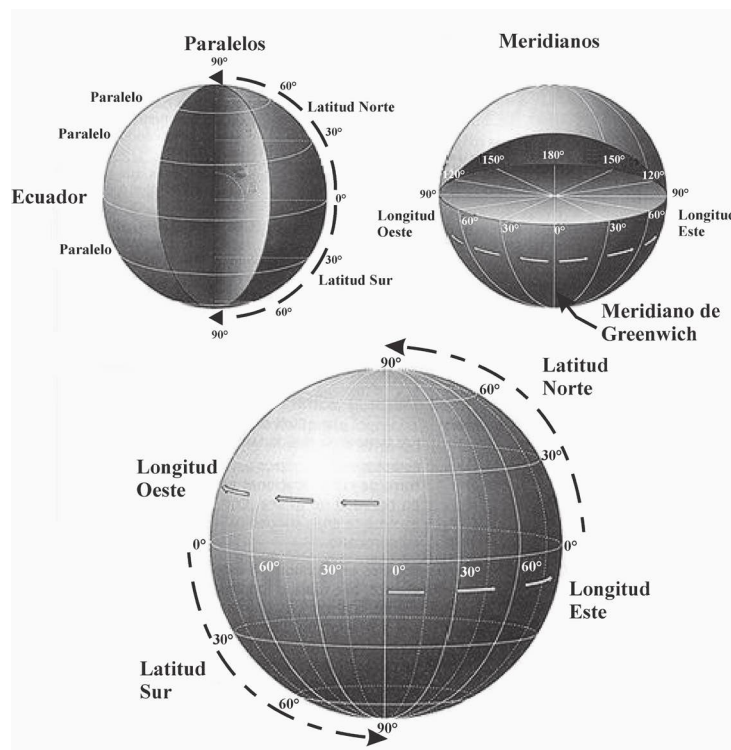 Paralelos
90°
60°
Paralelo
Latitud Norte
Paralelo
30°
Ecuador
0°
Paralelo
30°
Latitud Sur
60°
90°
Meridianos
180°
150°
150°
120°
120°
90°
90°
Longitud
Oeste
60°
30°
0°
30°
60°
Longitud
Este
Meridiano de
Greenwich
90°
Latitud
Norte
60°
30°
Longitud
Oeste
0°
0°
60°
30°
0°
30°
60°
Longitud
Este
30°
Latitud
Sur
60°
90°